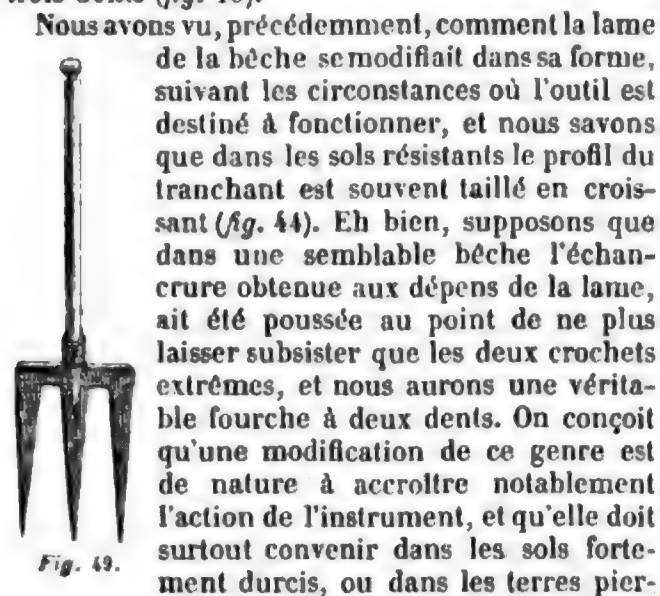 Nous avons vu, précédemment, comment la lame
de la bêche se modifiait dans sa forme,
suivant les circonstances où l'outil est
destiné à fonctionner, et nous savons
que dans les sols résistants le profil du
tranchant est souvent taillé en crois-
sant (fig. 44). Eh bien, supposons que
dans une semblable bêche l'échan-
crure obtenue aux dépens de la lame,
ait été poussée au point de ne plus
laisser subsister que les deux crochets
extrêmes, et nous aurons une vérita-
ble fourche à deux dents. On conçoit
qu'une modification de ce genre est
de nature à accroître notablement
l'action de l'instrument, et qu'elle doit
surtout convenir dans les sols forte-
ment durcis, ou dans les terres pier-
Fig. 49.